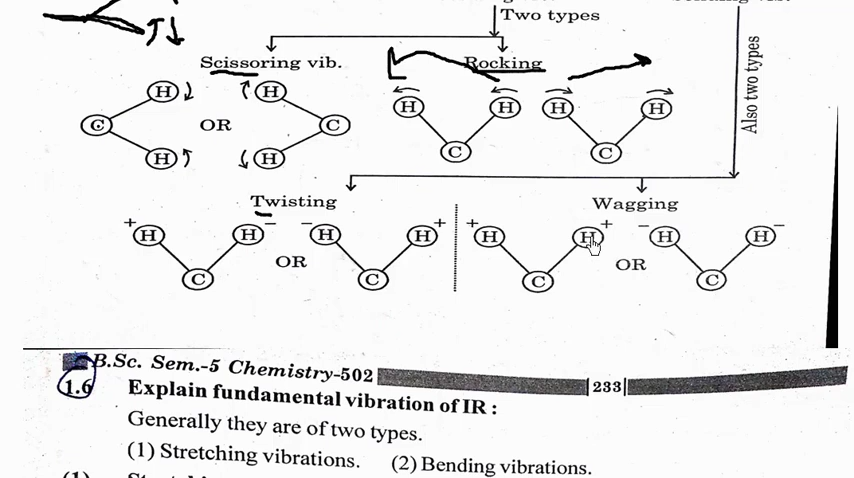 Two types
Scissoring vib. Rocking
Also two types
H H H H H H
C OR C
H H C C
Twisting Wagging
+ H H - - H H + + H H + - H H -
C OR C C OR C
B.Sc. Sem.-5 Chemistry-502
233
1.6 Explain fundamental vibration of IR :
Generally they are of two types.
(1) Stretching vibrations. (2) Bending vibrations.